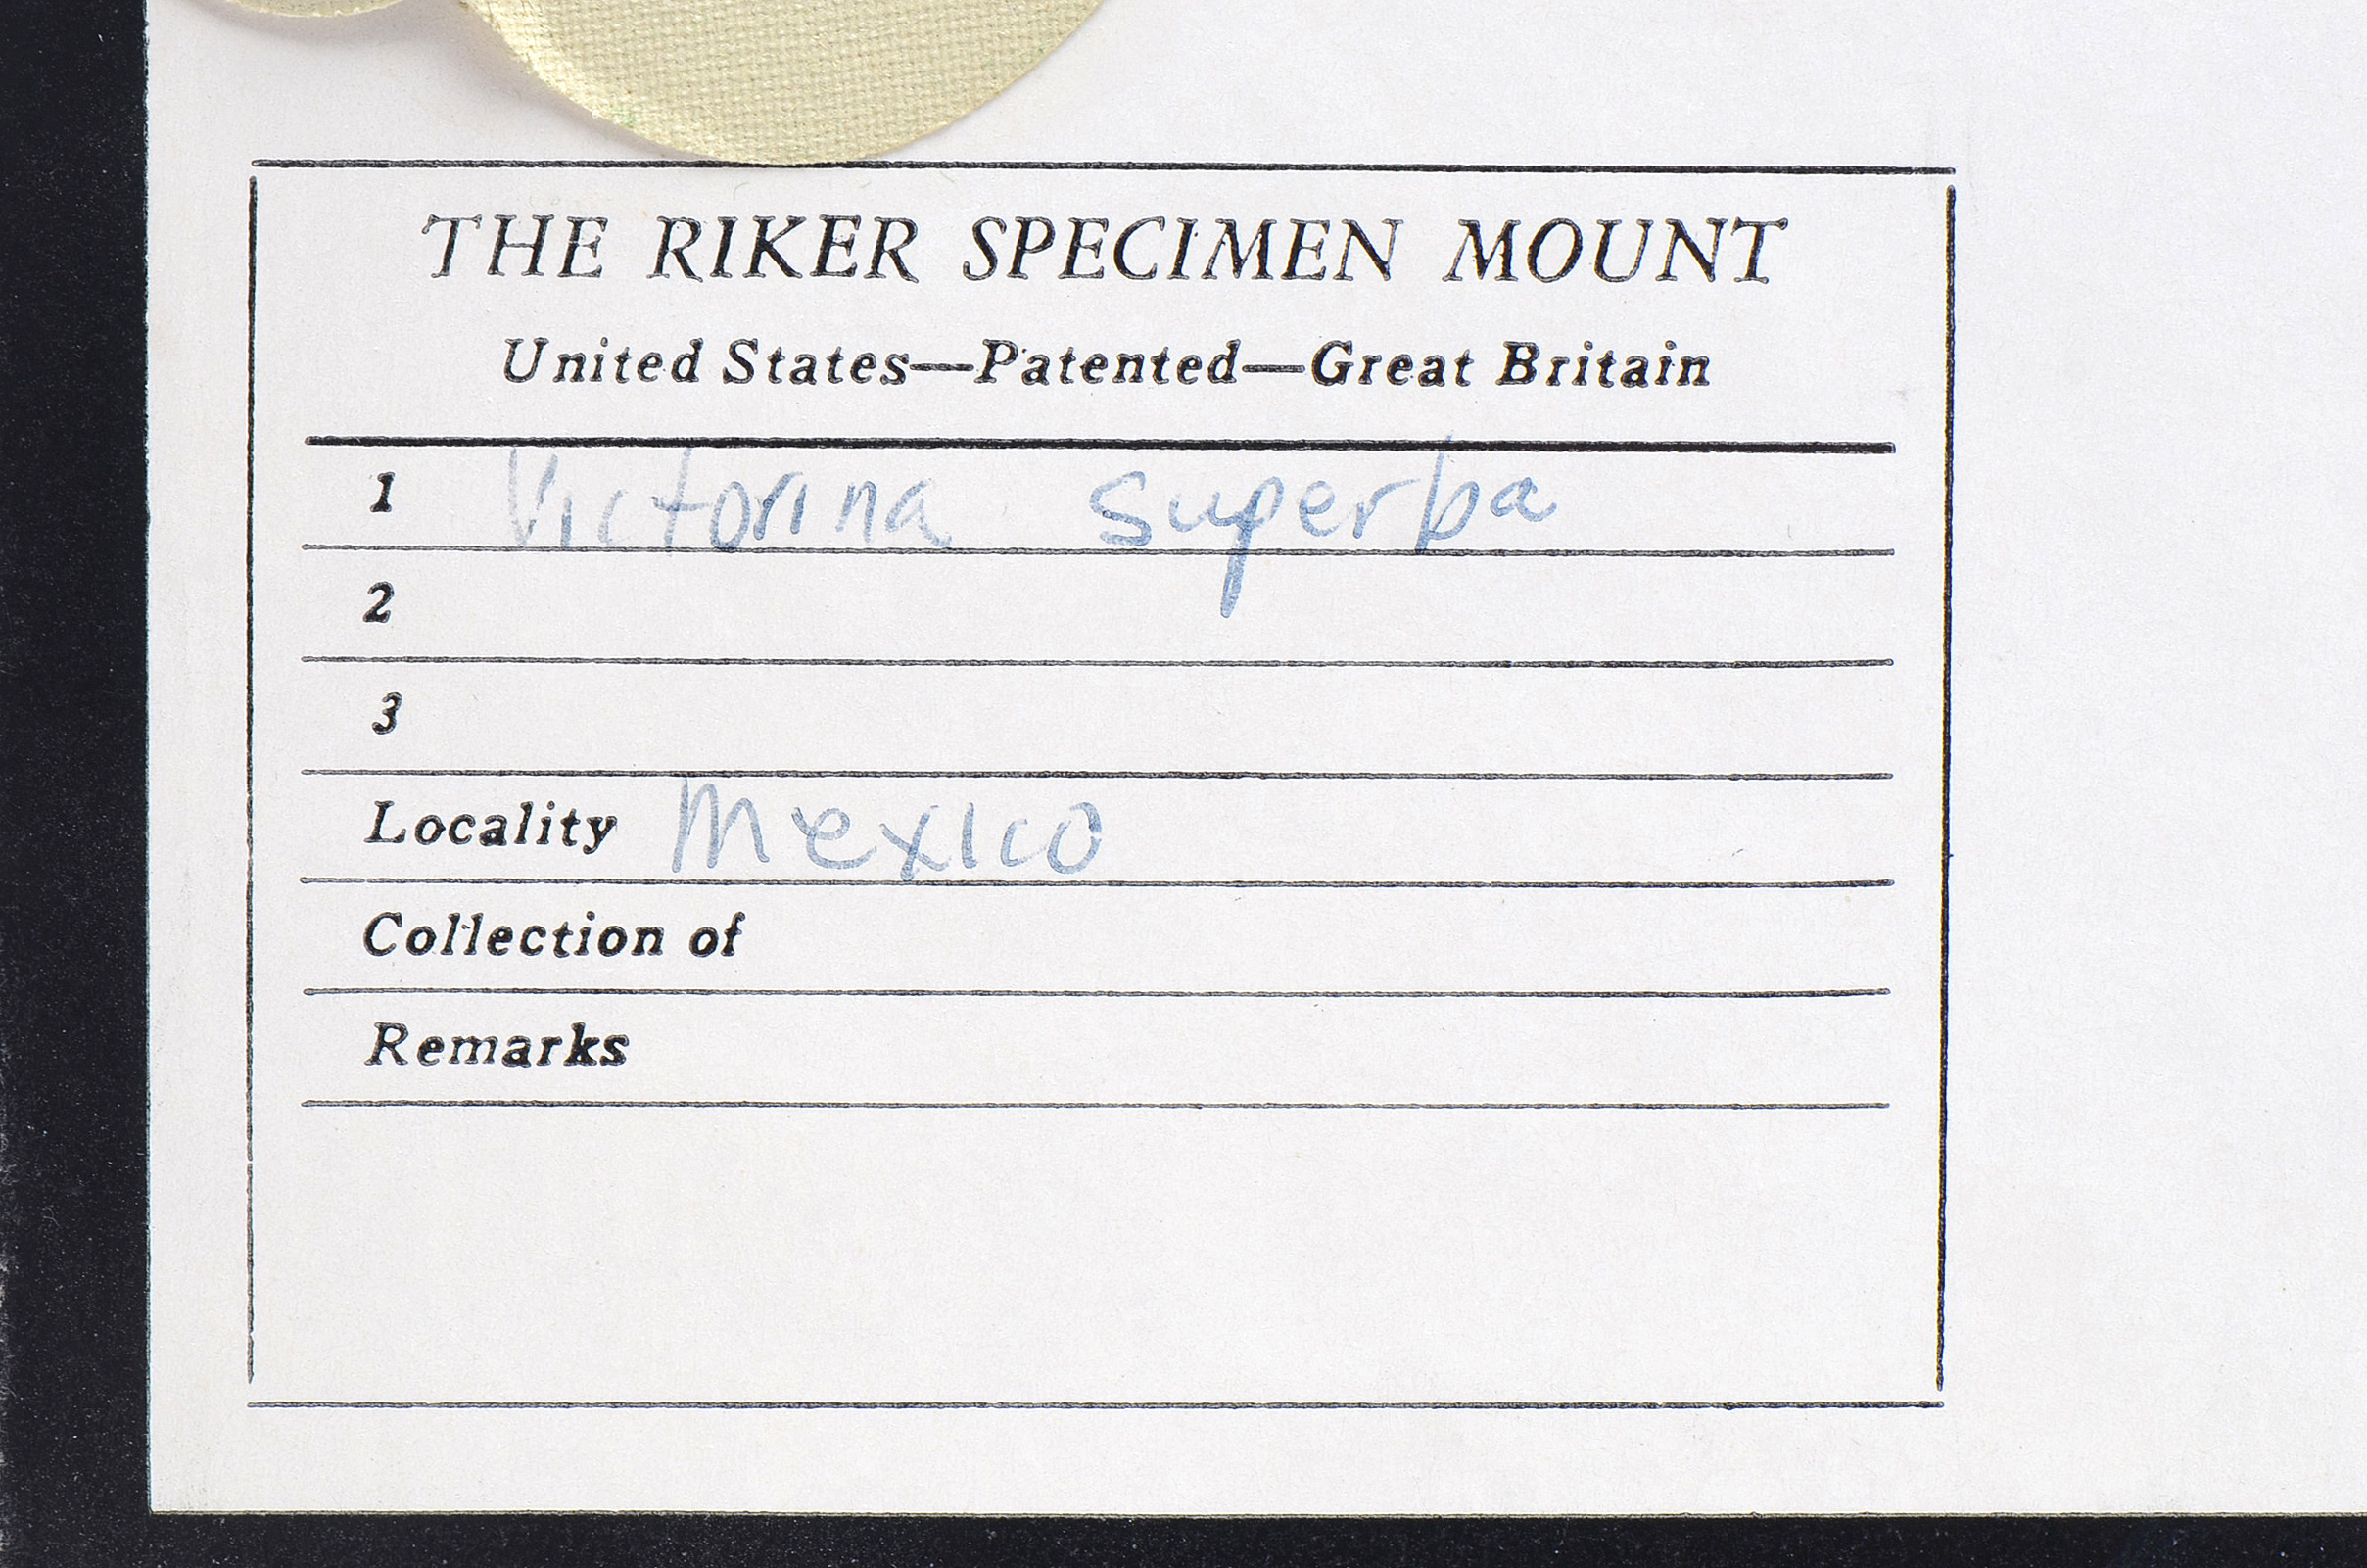 THE RIKER SPECIMEN MOUNT
United States—Patented—Great Britain
1 Victorina superba
2
3
Locality Mexico
Collection of
Remarks